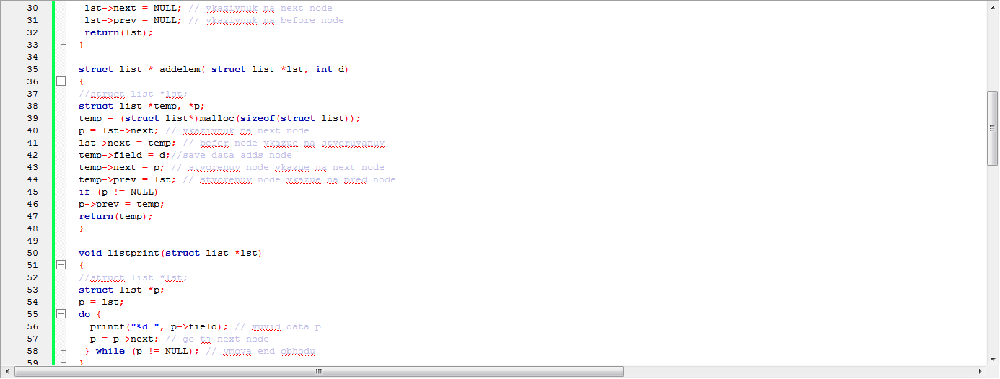 30 lst->next = NULL; // vkazivnuk na next node
31 lst->prev = NULL; // vkazivnuk na before node
32 return(lst);
33 }
34
35 struct list * addelem( struct list *lst, int d)
36 {
37 //struct list *lst;
38 struct list *temp, *p;
39 temp = (struct list*)malloc(sizeof(struct list));
40 p = lst->next; // vkazivnuk na next node
41 lst->next = temp; // befor node vkazue na stvoruvanuy
42 temp->field = d;//save data adds node
43 temp->next = p; // stvorenuy node vkazue na next node
44 temp->prev = lst; // stvorenuy node vkazue na pred node
45 if (p != NULL)
46 p->prev = temp;
47 return(temp);
48 }
49
50 void listprint(struct list *lst)
51 {
52 //struct list *lst;
53 struct list *p;
54 p = lst;
55 do {
56 printf("%d ", p->field); // vuvid data p
57 p = p->next; // go ti next node
58 } while (p != NULL); // ymova end obhodu
59 }